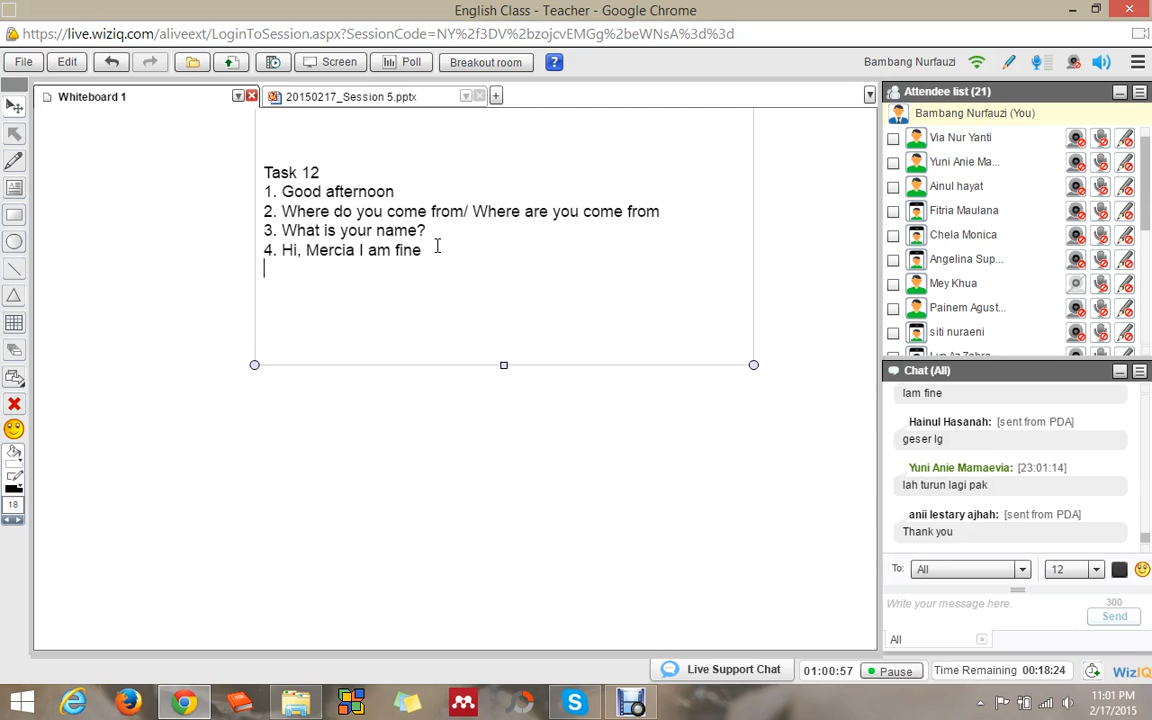 English Class - Teacher - Google Chrome
https://live.wiziq.com/aliveext/LoginToSession.aspx?SessionCode=NY%2f3DV%2bzojcvEMGg%2beWNsA%3d%3d
File Edit Screen Poll Breakout room ? Bambang Nurfauzi
Whiteboard 1 20150217_Session 5.pptx
Task 12
1. Good afternoon
2. Where do you come from/ Where are you come from
3. What is your name?
4. Hi, Mercia I am fine
18
Attendee list (21)
Bambang Nurfauzi (You)
Via Nur Yanti
Yuni Anie Ma...
Ainul hayat
Fitria Maulana
Chela Monica
Angelina Sup...
Mey Khua
Painem Agust...
siti nuraeni
Chat (All)
Iam fine
Hainul Hasanah: [sent from PDA]
geser lg
Yuni Anie Mamaevia: [23:01:14]
lah turun lagi pak
anii lestary ajhah: [sent from PDA]
Thank you
To: All 12
Write your message here. 300
Send
All
Live Support Chat 01:00:57 Pause Time Remaining 00:18:24 WizIQ
11:01 PM
2/17/2015